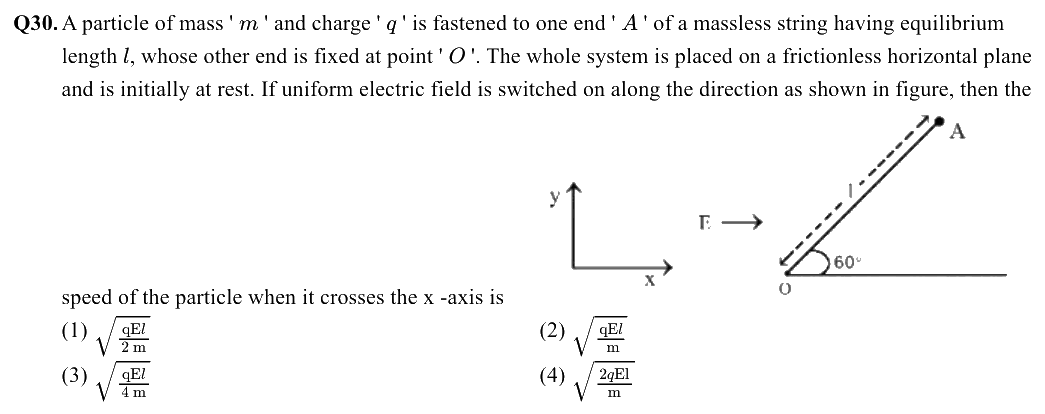 Q30. A particle of mass ' m ' and charge ' q ' is fastened to one end ' A ' of a massless string having equilibrium
length l, whose other end is fixed at point ' O '. The whole system is placed on a frictionless horizontal plane
and is initially at rest. If uniform electric field is switched on along the direction as shown in figure, then the
A
l
y
E
60°
x
O
speed of the particle when it crosses the x -axis is
(1) √(qEl / 2 m) (2) √(qEl / m)
(3) √(qEl / 4 m) (4) √(2qEl / m)